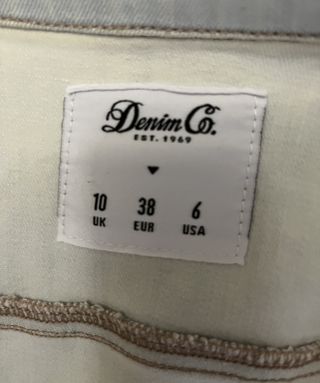 Denim Co.
EST. 1969
10 38 6
UK EUR USA